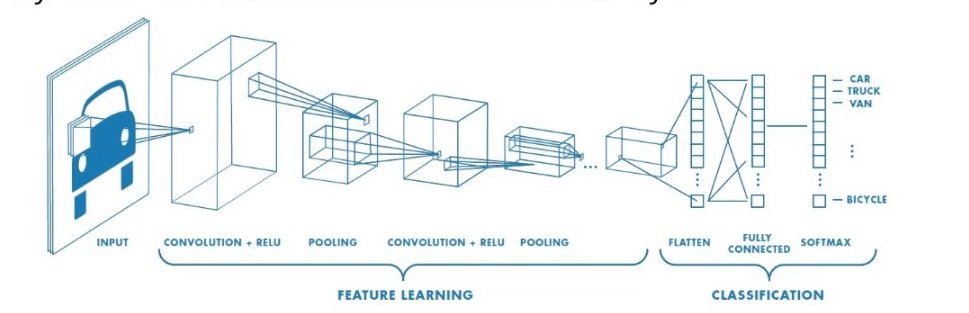 CAR
TRUCK
VAN
BICYCLE
INPUT
CONVOLUTION + RELU
POOLING
CONVOLUTION + RELU
POOLING
FLATTEN
FULLY
CONNECTED
SOFTMAX
FEATURE LEARNING
CLASSIFICATION